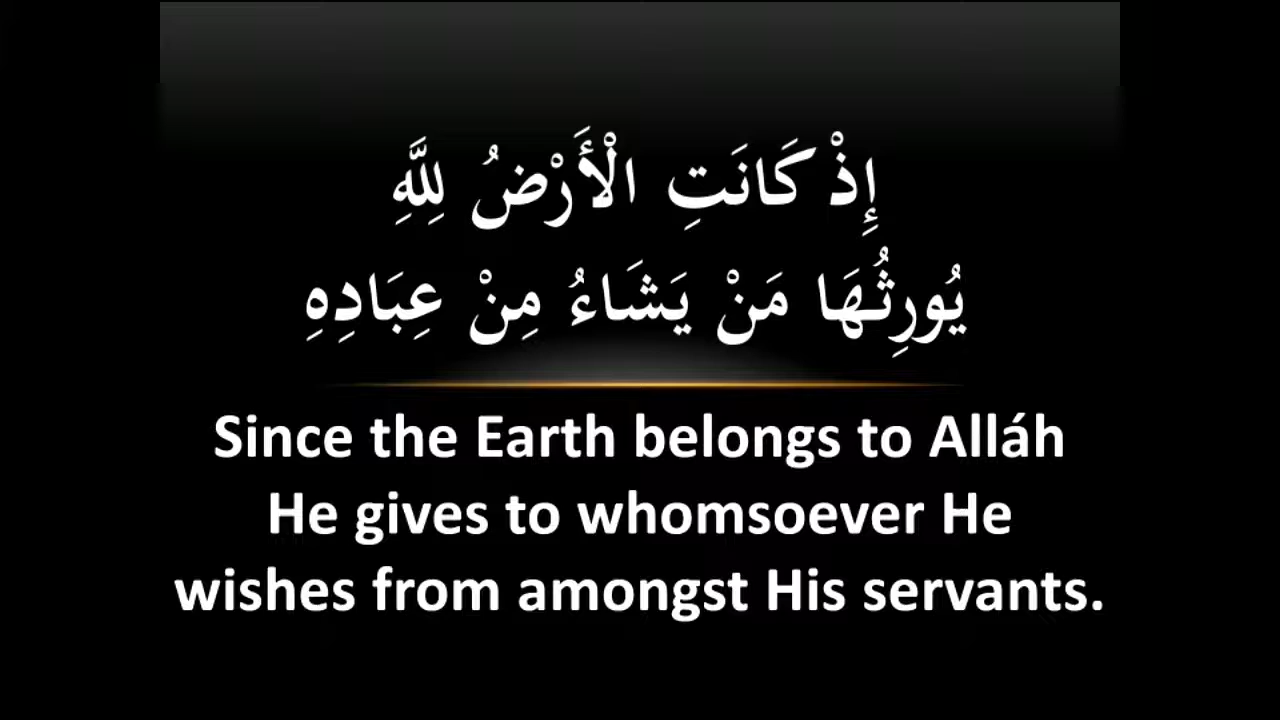 إِذْ كَانَتِ الْأَرْضُ لِلَّهِ
يُورِثُهَا مَنْ يَشَاءُ مِنْ عِبَادِهِ
Since the Earth belongs to Alláh
He gives to whomsoever He
wishes from amongst His servants.